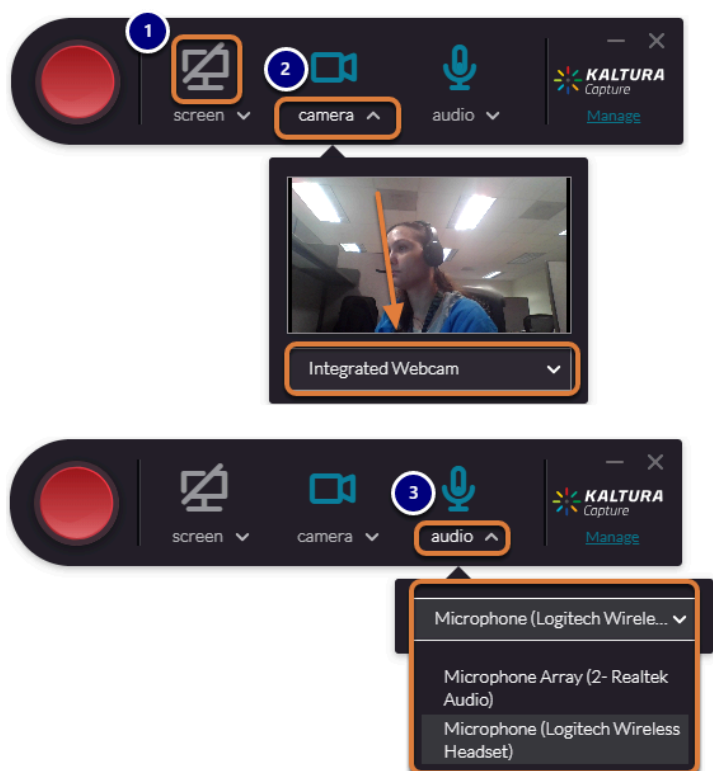 1
2
screen
camera
audio
KALTURA
Capture
Manage
Integrated Webcam
3
screen
camera
audio
KALTURA
Capture
Manage
Microphone (Logitech Wirele...
Microphone Array (2- Realtek
Audio)
Microphone (Logitech Wireless
Headset)